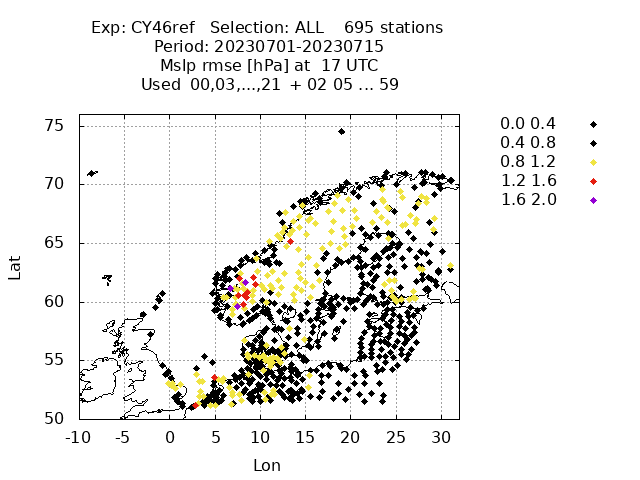 Exp: CY46ref   Selection: ALL    695 stations
Period: 20230701-20230715
Mslp rmse [hPa] at  17 UTC
Used  00,03,...,21  + 02 05 ... 59
0.0 0.4
0.4 0.8
0.8 1.2
1.2 1.6
1.6 2.0
75
70
65
60
55
50
Lat
-10 -5 0 5 10 15 20 25 30
Lon